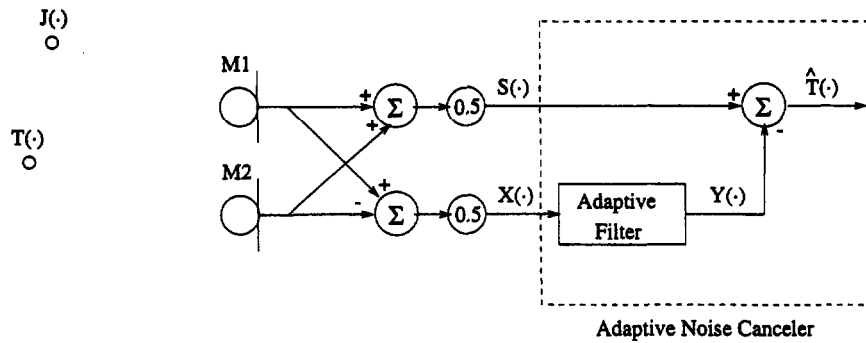 J(·)
T(·)
M1
M2
+
+
Σ
0.5
S(·)
+
-
Σ
0.5
X(·)
Adaptive
Filter
Y(·)
+
Σ
-
T̂(·)
Adaptive Noise Canceler